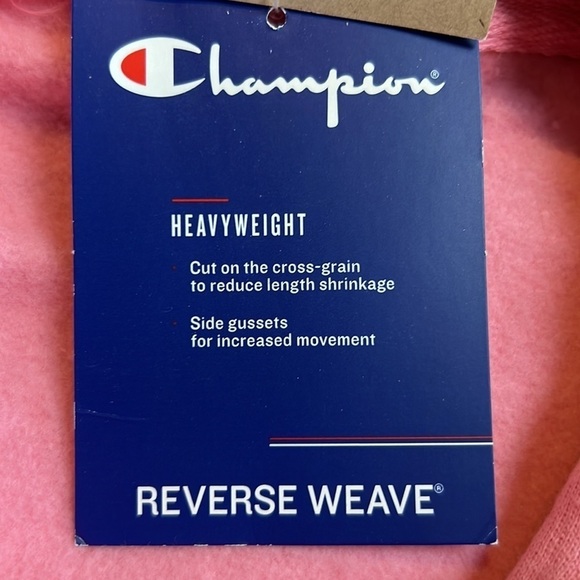 Champion®
HEAVYWEIGHT
· Cut on the cross-grain
to reduce length shrinkage
· Side gussets
for increased movement
REVERSE WEAVE®